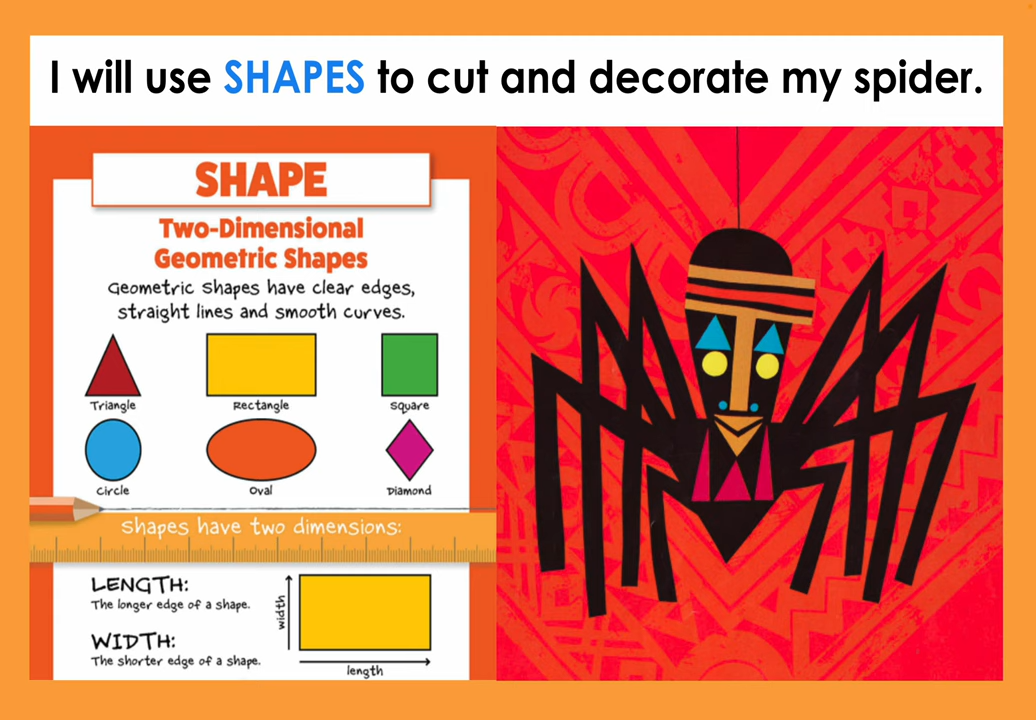 I will use SHAPES to cut and decorate my spider.
SHAPE
Two-Dimensional
Geometric Shapes
Geometric shapes have clear edges,
straight lines and smooth curves.
Triangle
Rectangle
Square
Circle
Oval
Diamond
Shapes have two dimensions:
LENGTH:
The longer edge of a shape.
WIDTH:
The shorter edge of a shape.
width
length